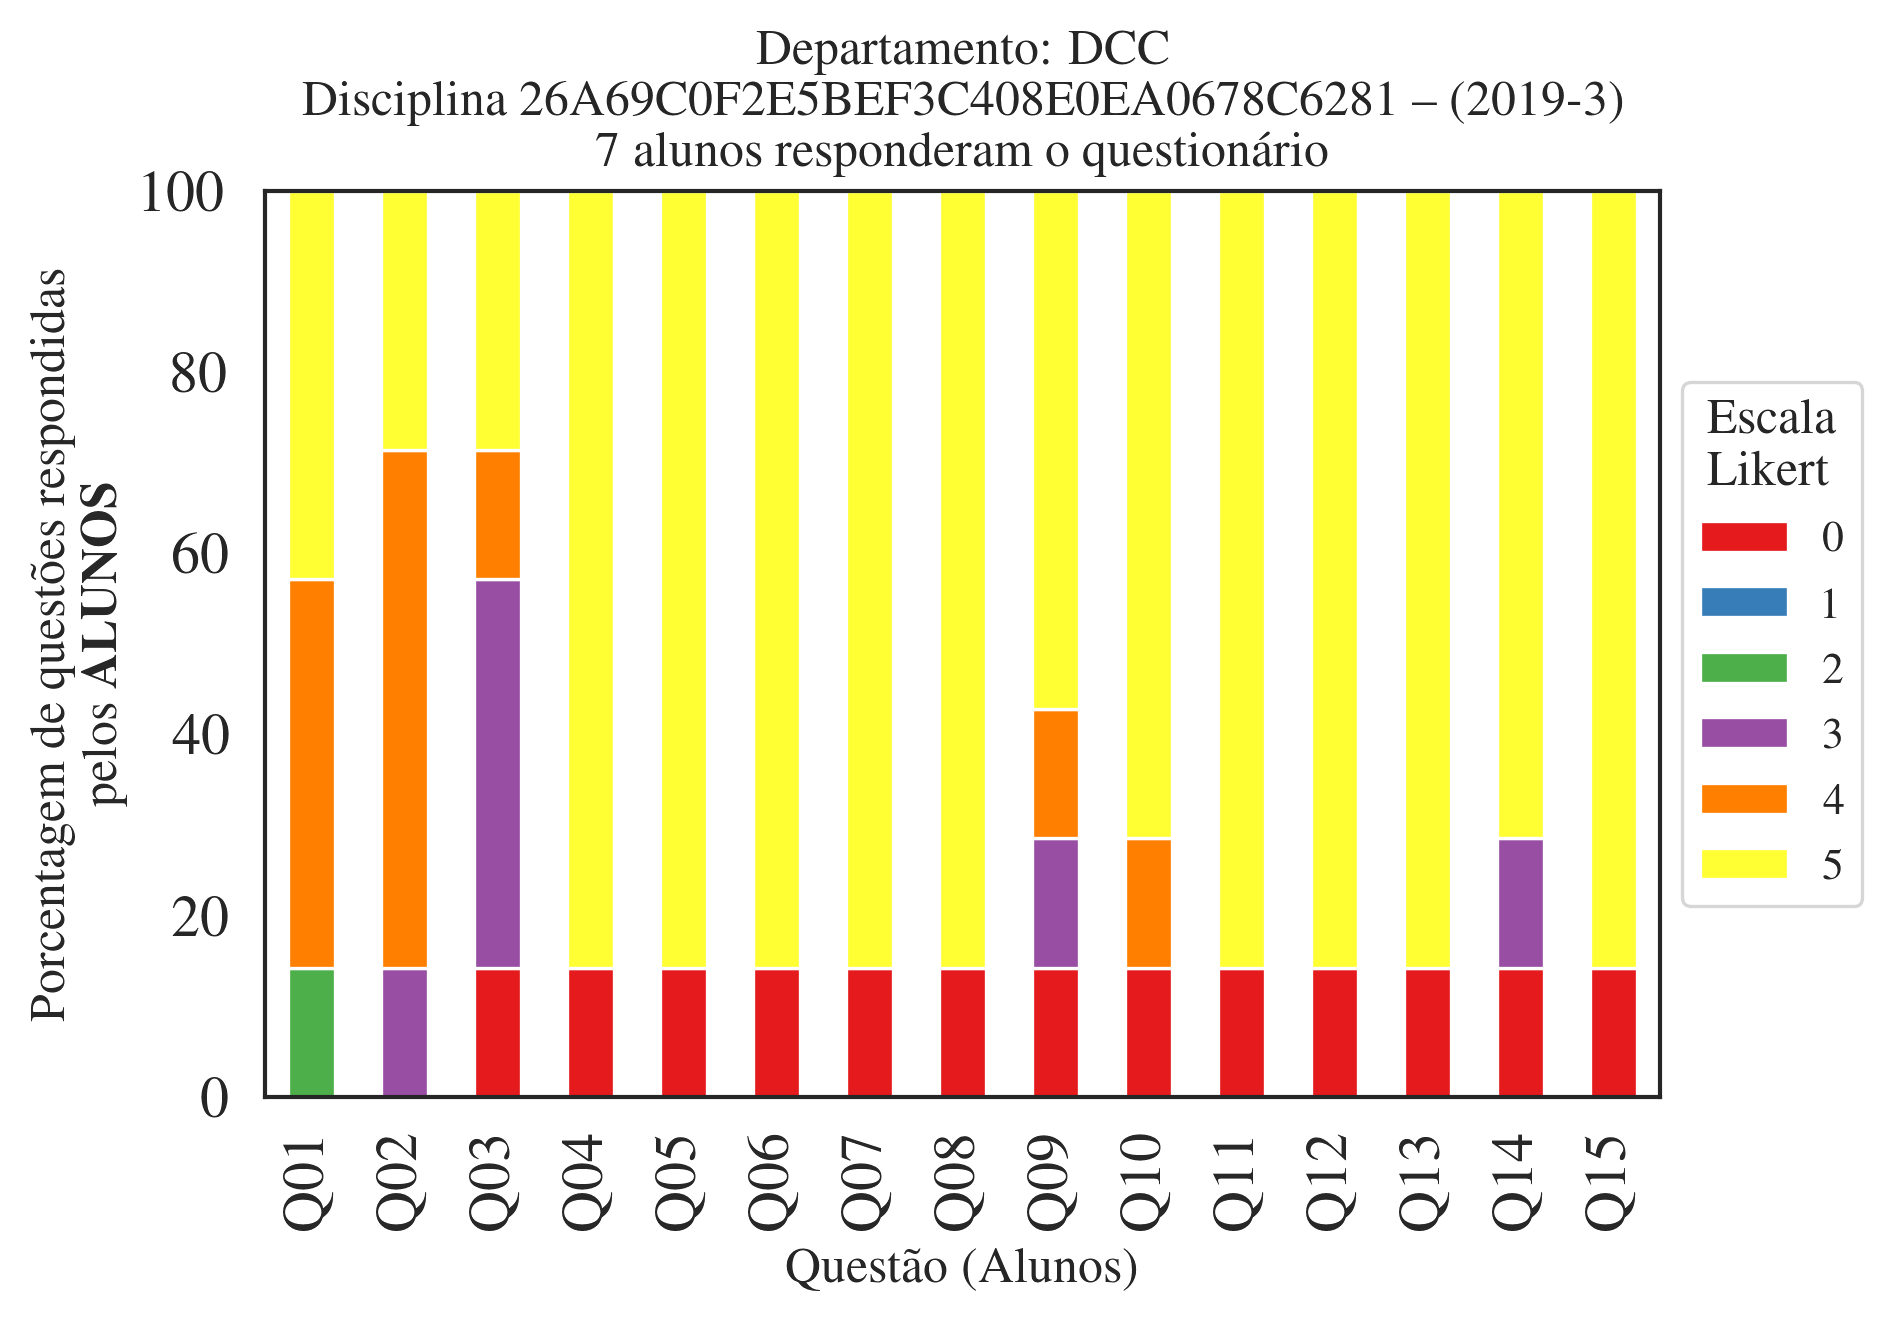 Departamento: DCC
Disciplina 26A69C0F2E5BEF3C408E0EA0678C6281 – (2019-3)
7 alunos responderam o questionário
Porcentagem de questões respondidas
pelos ALUNOS
100
80
60
40
20
0
Q01
Q02
Q03
Q04
Q05
Q06
Q07
Q08
Q09
Q10
Q11
Q12
Q13
Q14
Q15
Questão (Alunos)
Escala
Likert
0
1
2
3
4
5